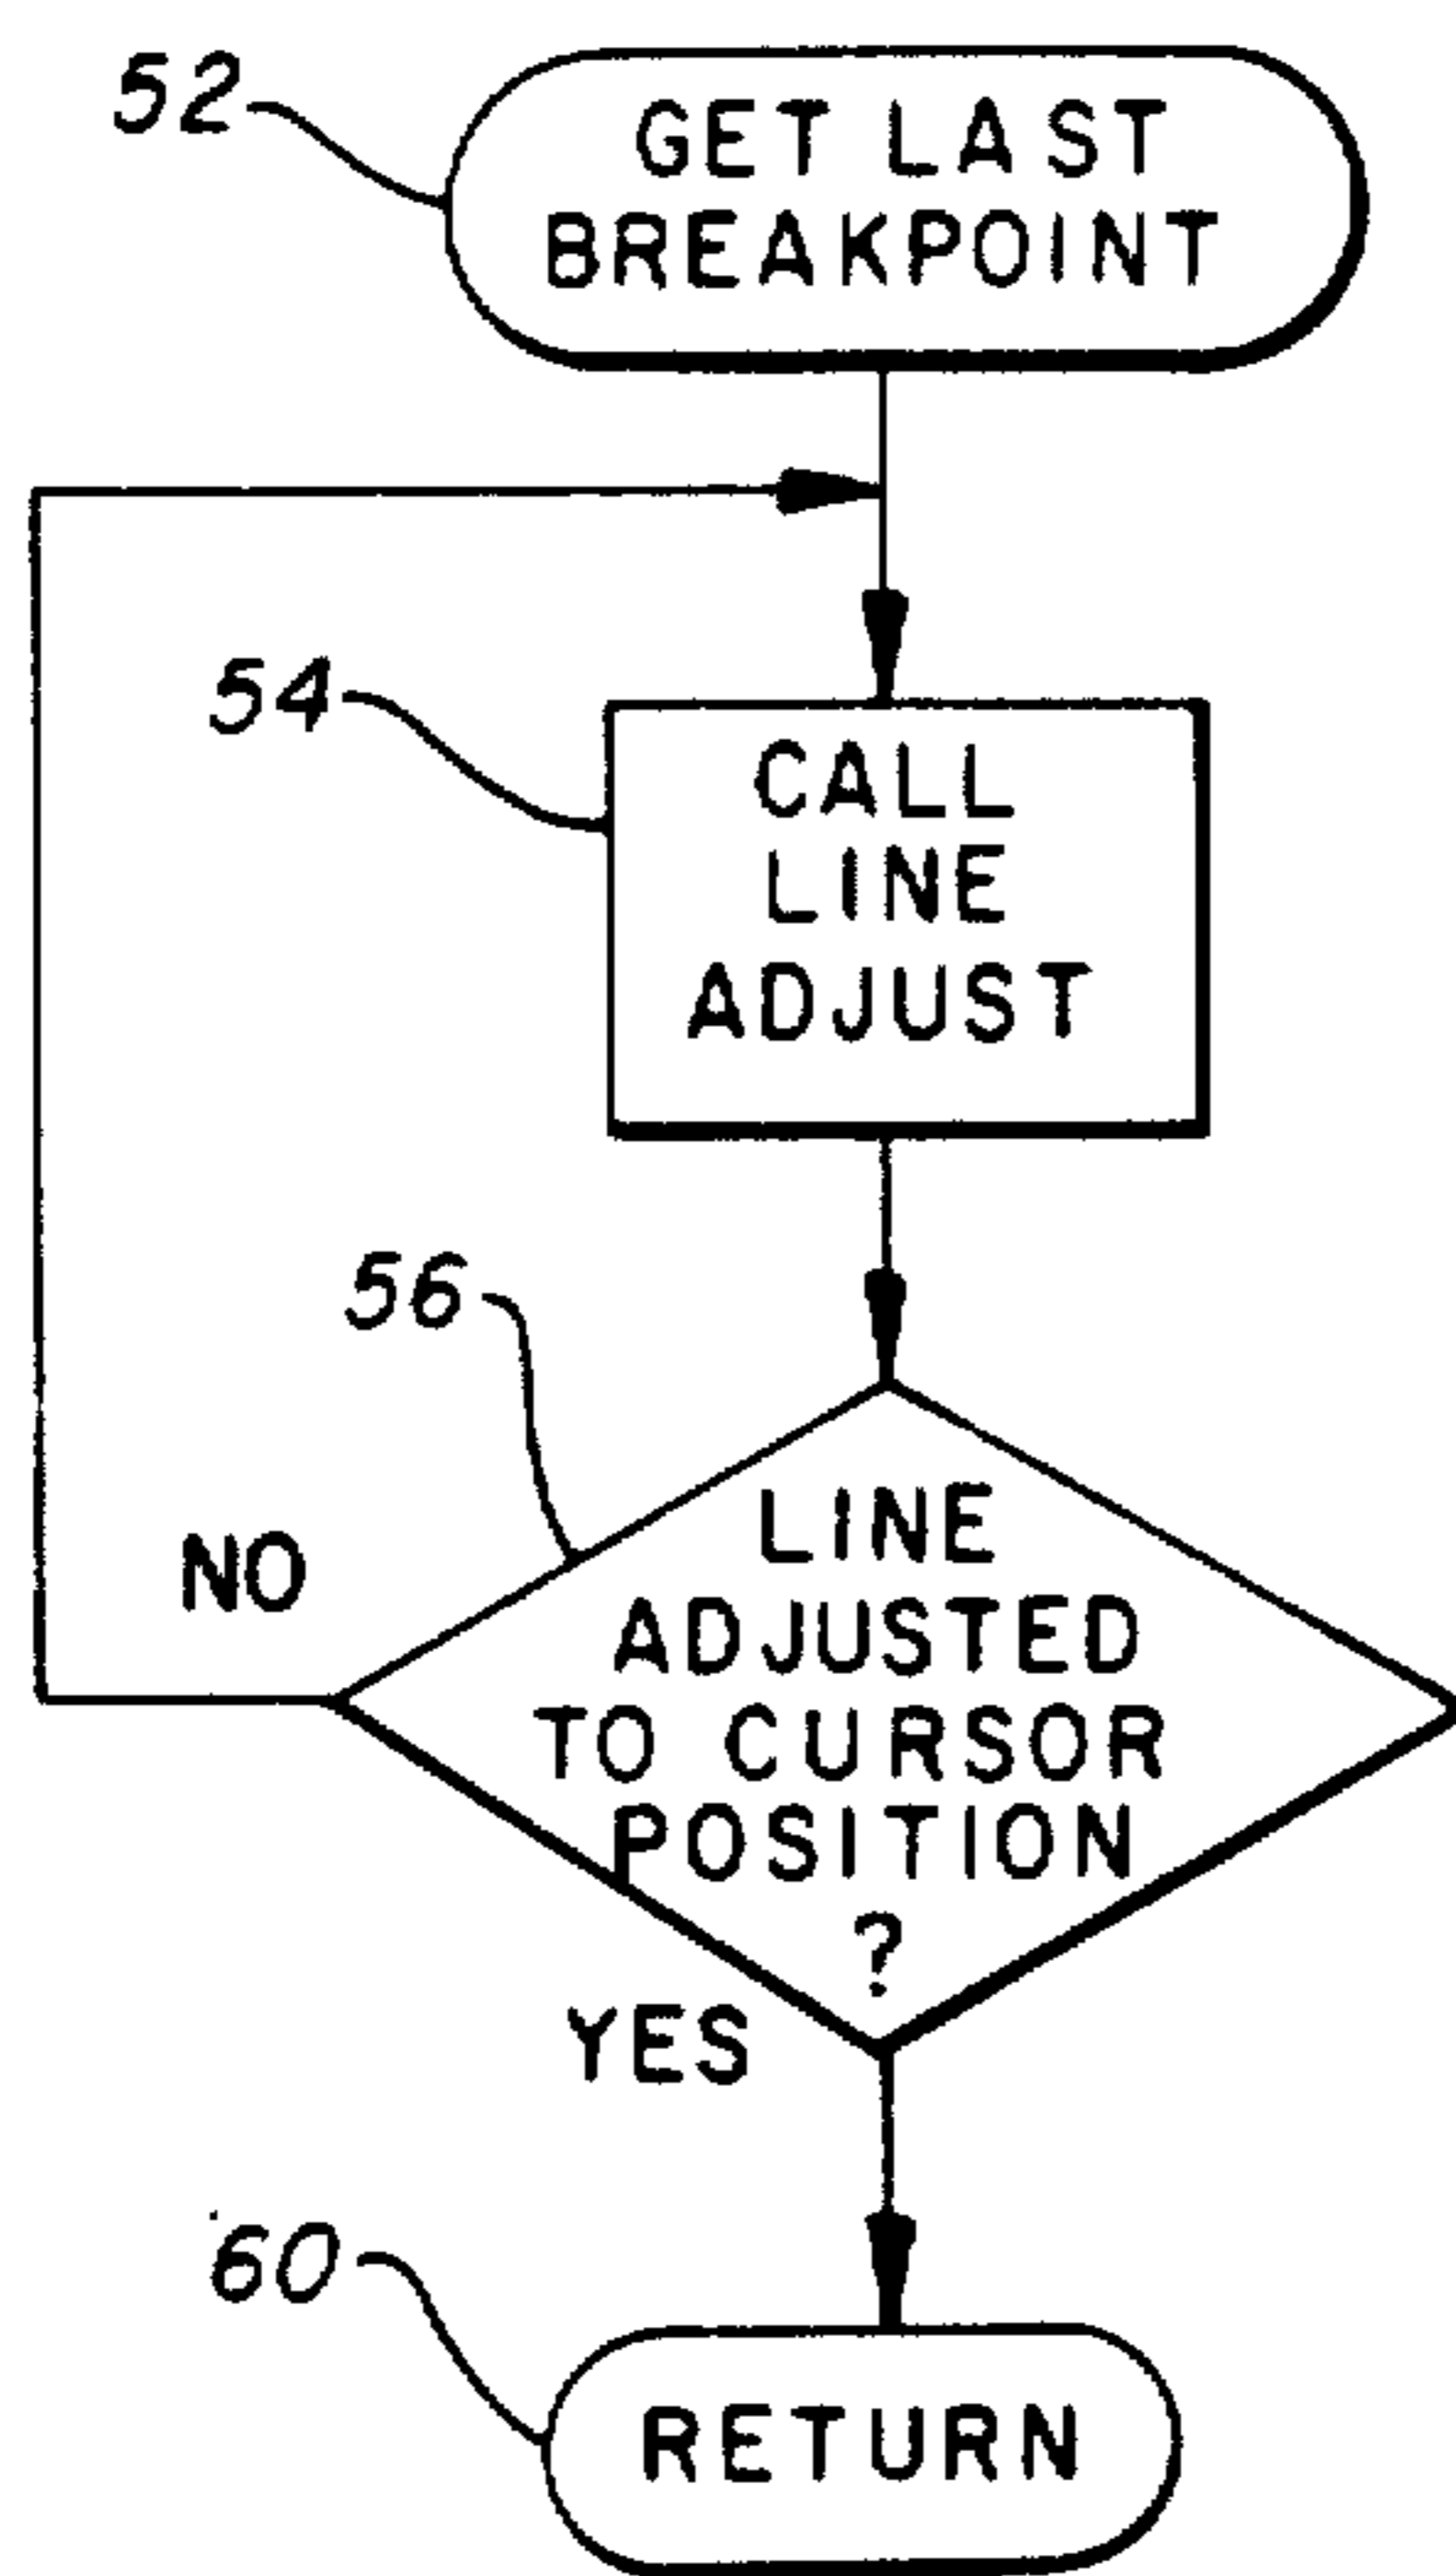 52
GET LAST
BREAKPOINT
54
CALL
LINE
ADJUST
56
NO
LINE
ADJUSTED
TO CURSOR
POSITION
?
YES
60
RETURN